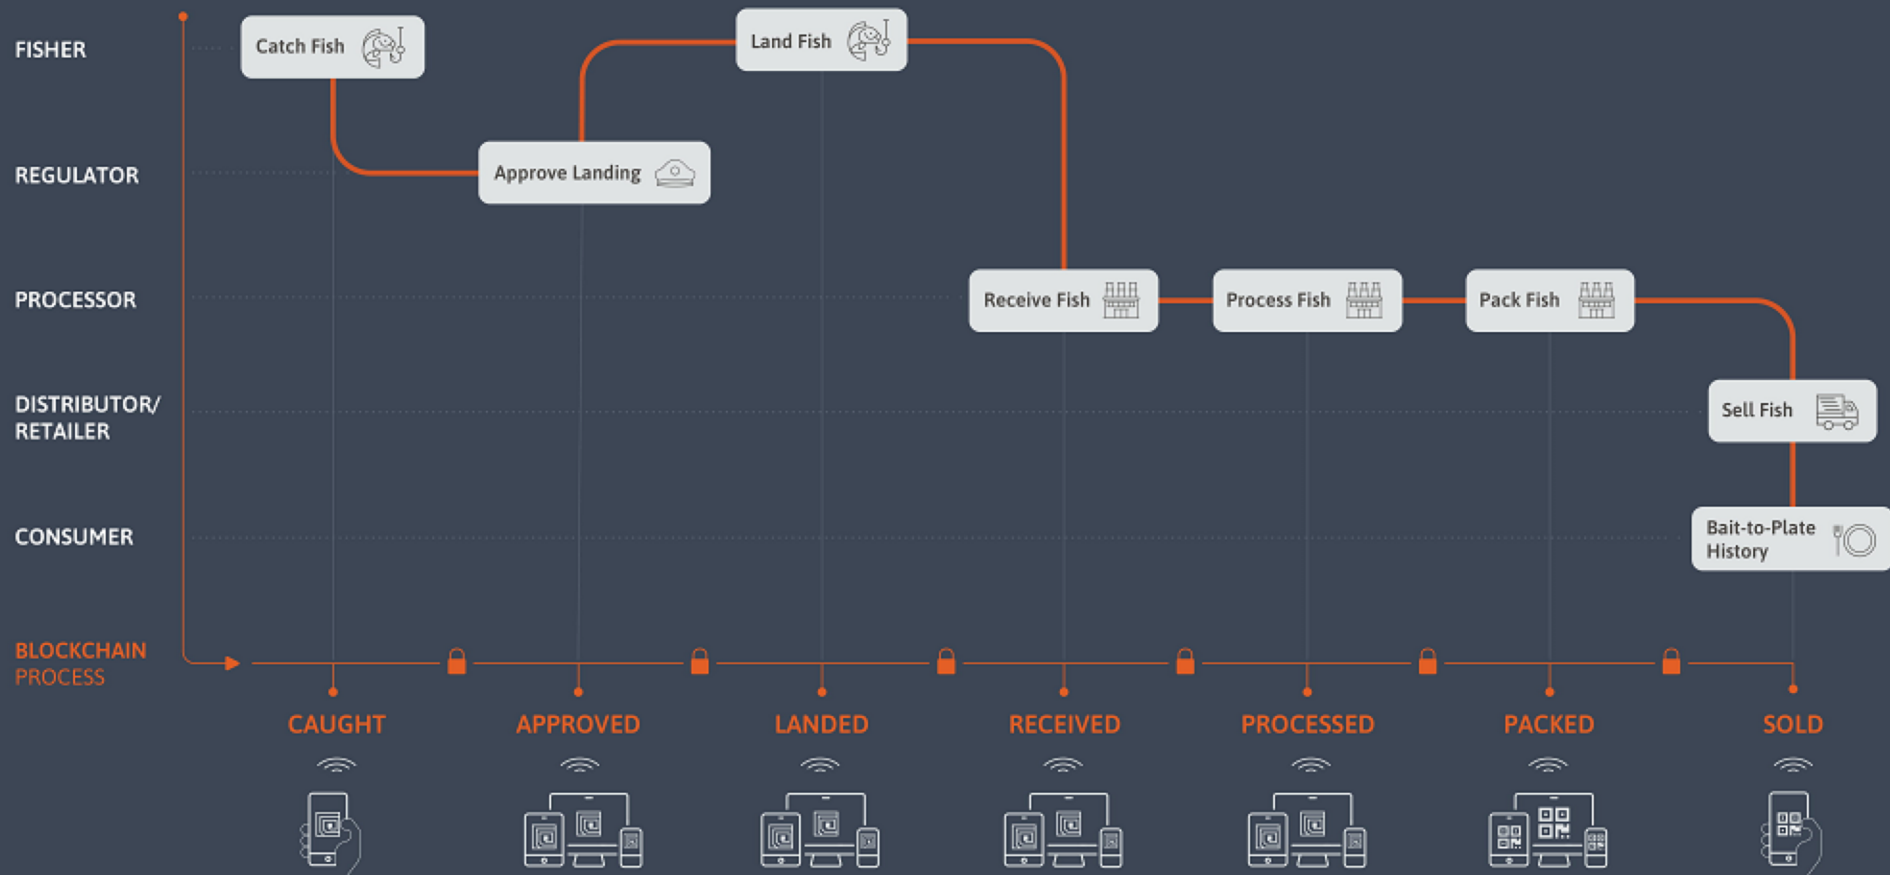 FISHER
Catch Fish
Land Fish
REGULATOR
Approve Landing
PROCESSOR
Receive Fish
Process Fish
Pack Fish
DISTRIBUTOR/
RETAILER
Sell Fish
CONSUMER
Bait-to-Plate
History
BLOCKCHAIN
PROCESS
CAUGHT
APPROVED
LANDED
RECEIVED
PROCESSED
PACKED
SOLD